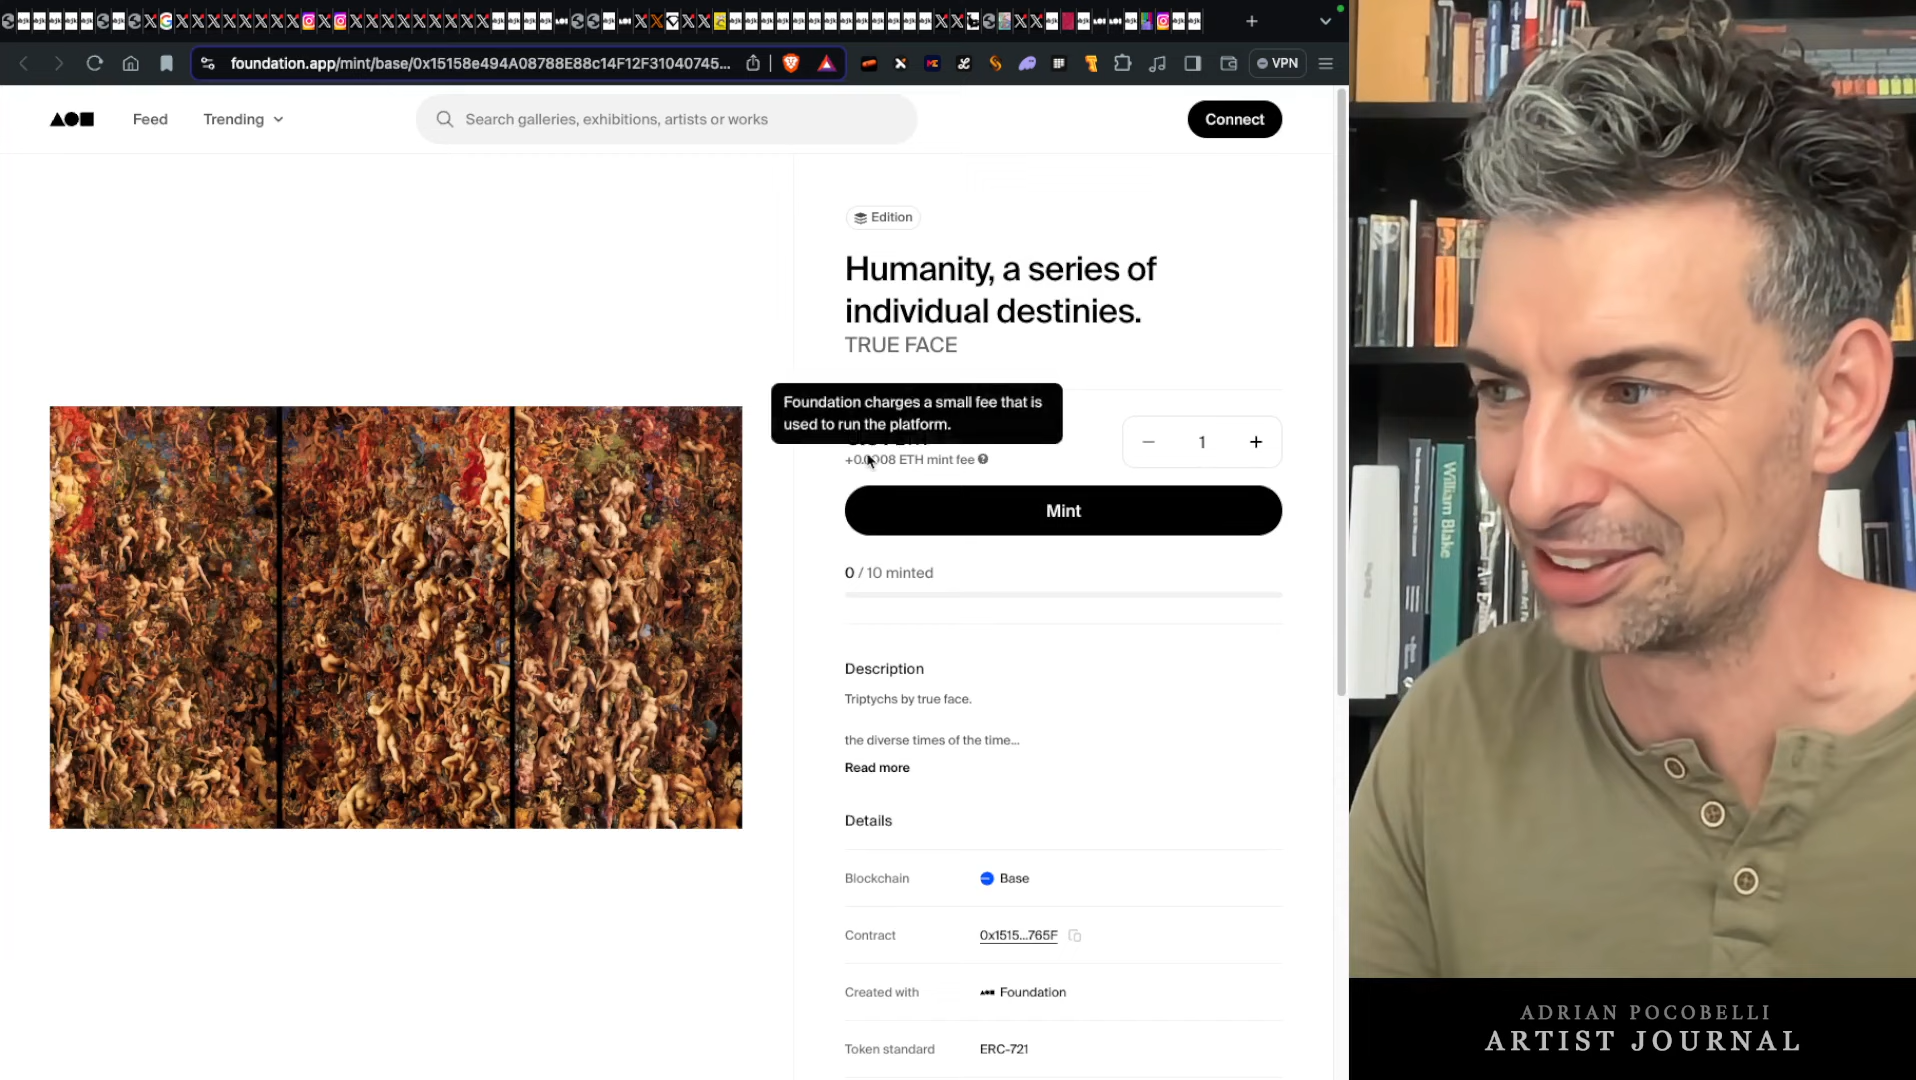 foundation.app/mint/base/0x15158e494A08788E88c14F12F31040745...
VPN
Feed
Trending
Search galleries, exhibitions, artists or works
Connect
Edition
Humanity, a series of
individual destinies.
TRUE FACE
Foundation charges a small fee that is
used to run the platform.
+0.0008 ETH mint fee
1
Mint
0 / 10 minted
Description
Triptychs by true face.
the diverse times of the time...
Read more
Details
Blockchain
Base
Contract
0x1515...765F
Created with
Foundation
Token standard
ERC-721
William Blake
ADRIAN POCOBELLI
ARTIST JOURNAL